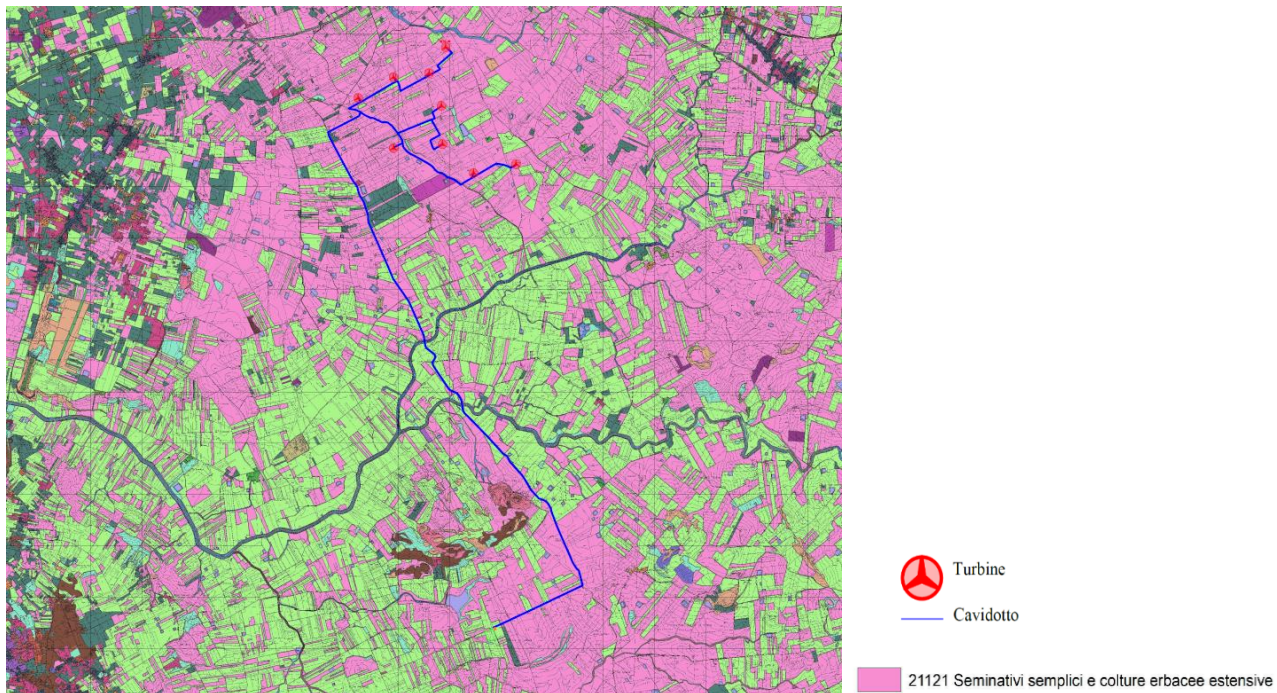 Turbine
Cavidotto
21121 Seminativi semplici e colture erbacee estensive